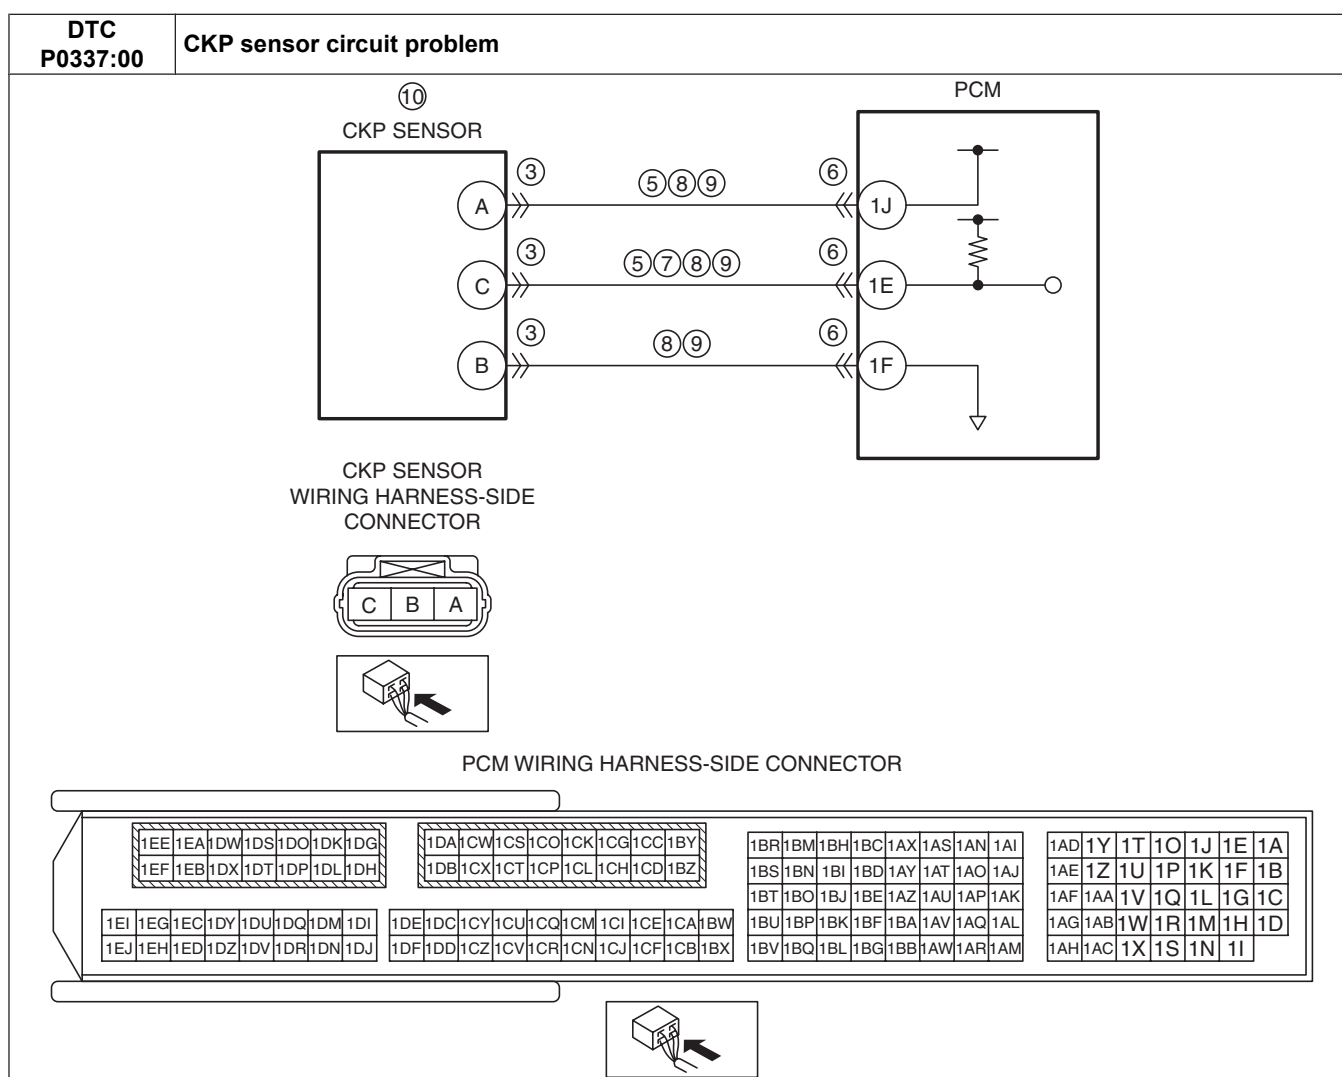 DTC
P0337:00
CKP sensor circuit problem
10
CKP SENSOR
PCM
3
5 8 9
6
A
1J
3
5 7 8 9
6
C
1E
3
8 9
6
B
1F
CKP SENSOR
WIRING HARNESS-SIDE
CONNECTOR
C B A
PCM WIRING HARNESS-SIDE CONNECTOR
1EE 1EA 1DW 1DS 1DO 1DK 1DG
1EF 1EB 1DX 1DT 1DP 1DL 1DH
1EI 1EG 1EC 1DY 1DU 1DQ 1DM 1DI
1EJ 1EH 1ED 1DZ 1DV 1DR 1DN 1DJ
1DA 1CW 1CS 1CO 1CK 1CG 1CC 1BY
1DB 1CX 1CT 1CP 1CL 1CH 1CD 1BZ
1DE 1DC 1CY 1CU 1CQ 1CM 1CI 1CE 1CA 1BW
1DF 1DD 1CZ 1CV 1CR 1CN 1CJ 1CF 1CB 1BX
1BR 1BM 1BH 1BC 1AX 1AS 1AN 1AI
1BS 1BN 1BI 1BD 1AY 1AT 1AO 1AJ
1BT 1BO 1BJ 1BE 1AZ 1AU 1AP 1AK
1BU 1BP 1BK 1BF 1BA 1AV 1AQ 1AL
1BV 1BQ 1BL 1BG 1BB 1AW 1AR 1AM
1AD 1Y 1T 1O 1J 1E 1A
1AE 1Z 1U 1P 1K 1F 1B
1AF 1AA 1V 1Q 1L 1G 1C
1AG 1AB 1W 1R 1M 1H 1D
1AH 1AC 1X 1S 1N 1I